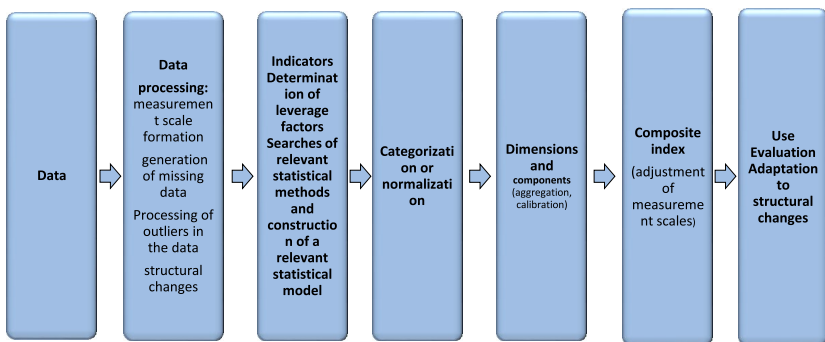 Data
Data
processing:
measuremen
t scale
formation
generation
of missing
data
Processing of
outliers in
the data
structural
changes
Indicators
Determinat
ion of
leverage
factors
Searches of
relevant
statistical
methods
and
constructio
n of a
relevant
statistical
model
Categorizati
on or
normalizati
on
Dimensions
and
components
(aggregation,
calibration)
Composite
index
(adjustment
of
measureme
nt scales)
Use
Evaluation
Adaptation
to
structural
changes